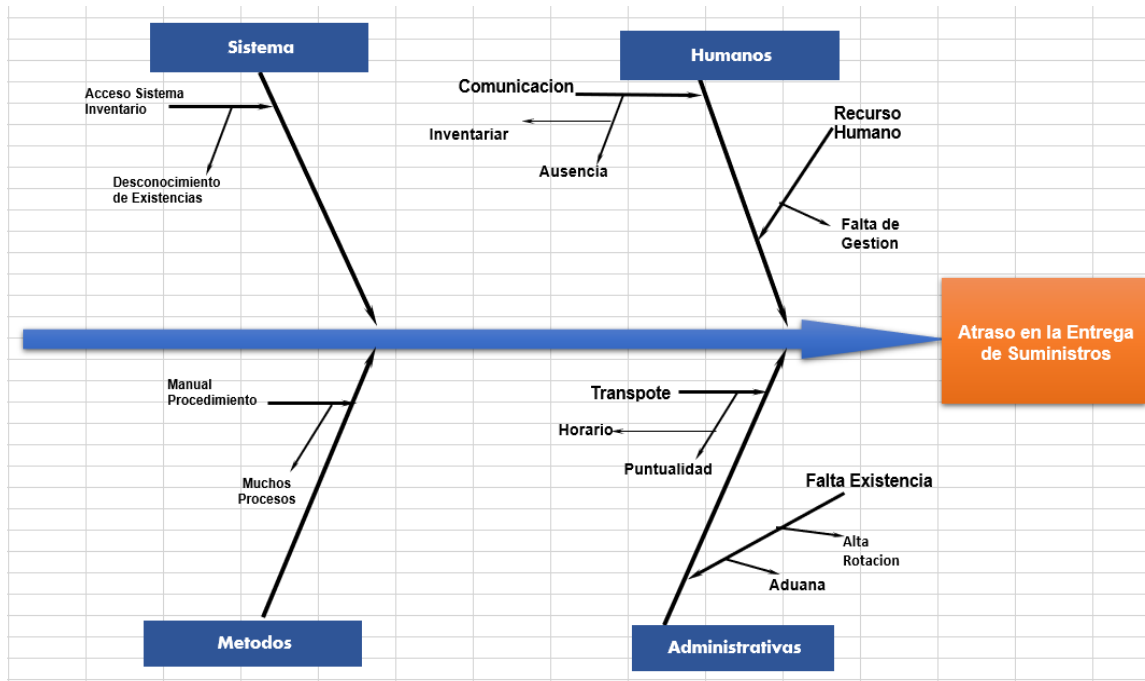 Sistema
Humanos
Acceso Sistema
Inventario
Desconocimiento
de Existencias
Comunicacion
Inventariar
Ausencia
Recurso
Humano
Falta de
Gestion
Atraso en la Entrega
de Suministros
Manual
Procedimiento
Muchos
Procesos
Transpote
Horario
Puntualidad
Falta Existencia
Alta
Rotacion
Aduana
Metodos
Administrativas